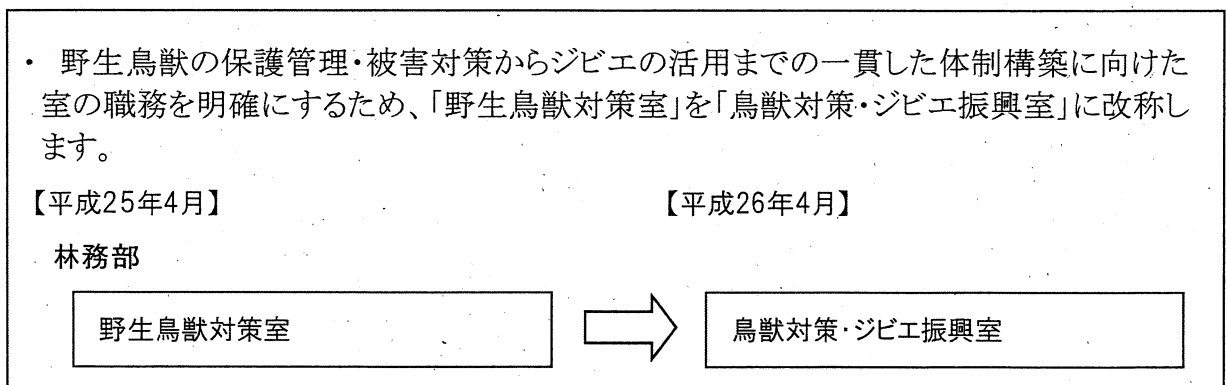 ・ 野生鳥獣の保護管理・被害対策からジビエの活用までの一貫した体制構築に向けた
室の職務を明確にするため、「野生鳥獣対策室」を「鳥獣対策・ジビエ振興室」に改称し
ます。
【平成25年4月】 【平成26年4月】
林務部
野生鳥獣対策室 鳥獣対策・ジビエ振興室